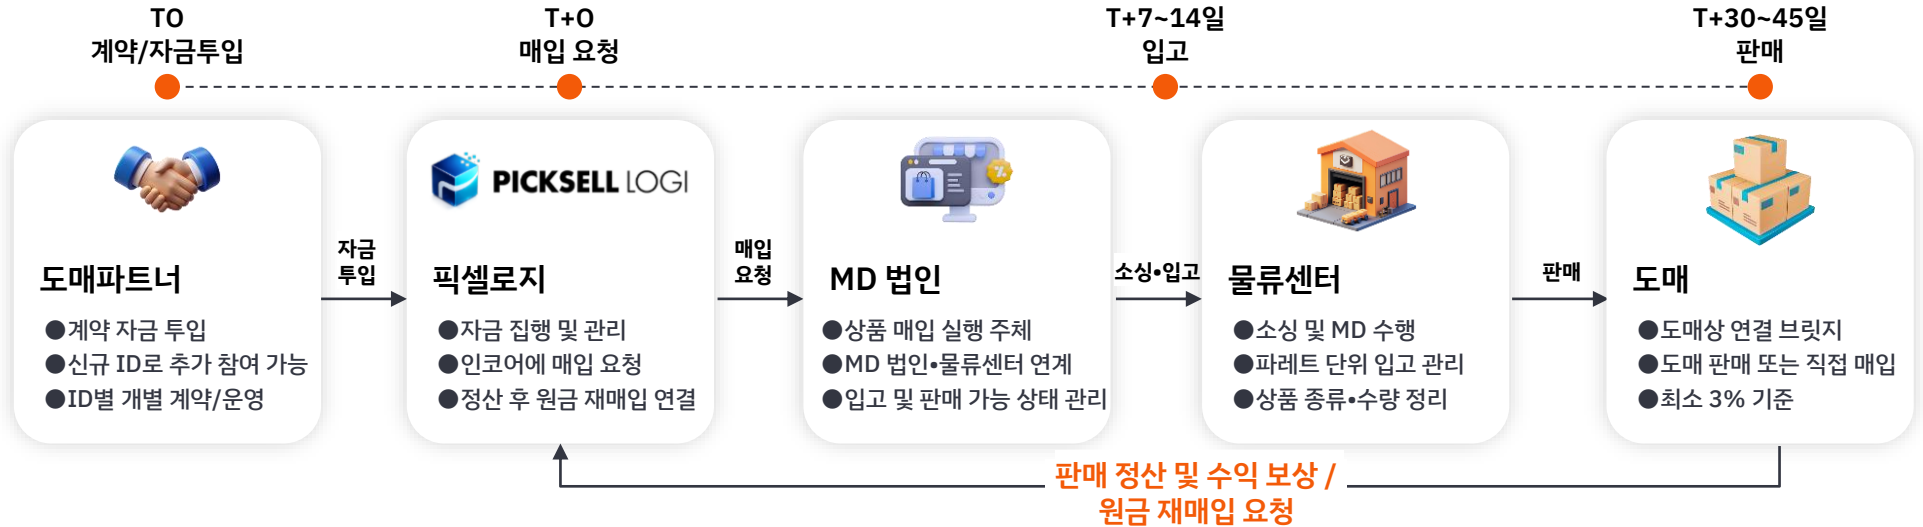 TO
계약/자금투입
T+O
매입 요청
T+7~14일
입고
T+30~45일
판매
도매파트너
●계약 자금 투입
●신규 ID로 추가 참여 가능
●ID별 개별 계약/운영
자금
투입
PICKSELL LOGI
픽셀로지
●자금 집행 및 관리
●인코어에 매입 요청
●정산 후 원금 재매입 연결
매입
요청
MD 법인
●상품 매입 실행 주체
●MD 법인•물류센터 연계
●입고 및 판매 가능 상태 관리
소싱•입고
물류센터
●소싱 및 MD 수행
●파레트 단위 입고 관리
●상품 종류•수량 정리
판매
도매
●도매상 연결 브릿지
●도매 판매 또는 직접 매입
●최소 3% 기준
판매 정산 및 수익 보상 /
원금 재매입 요청